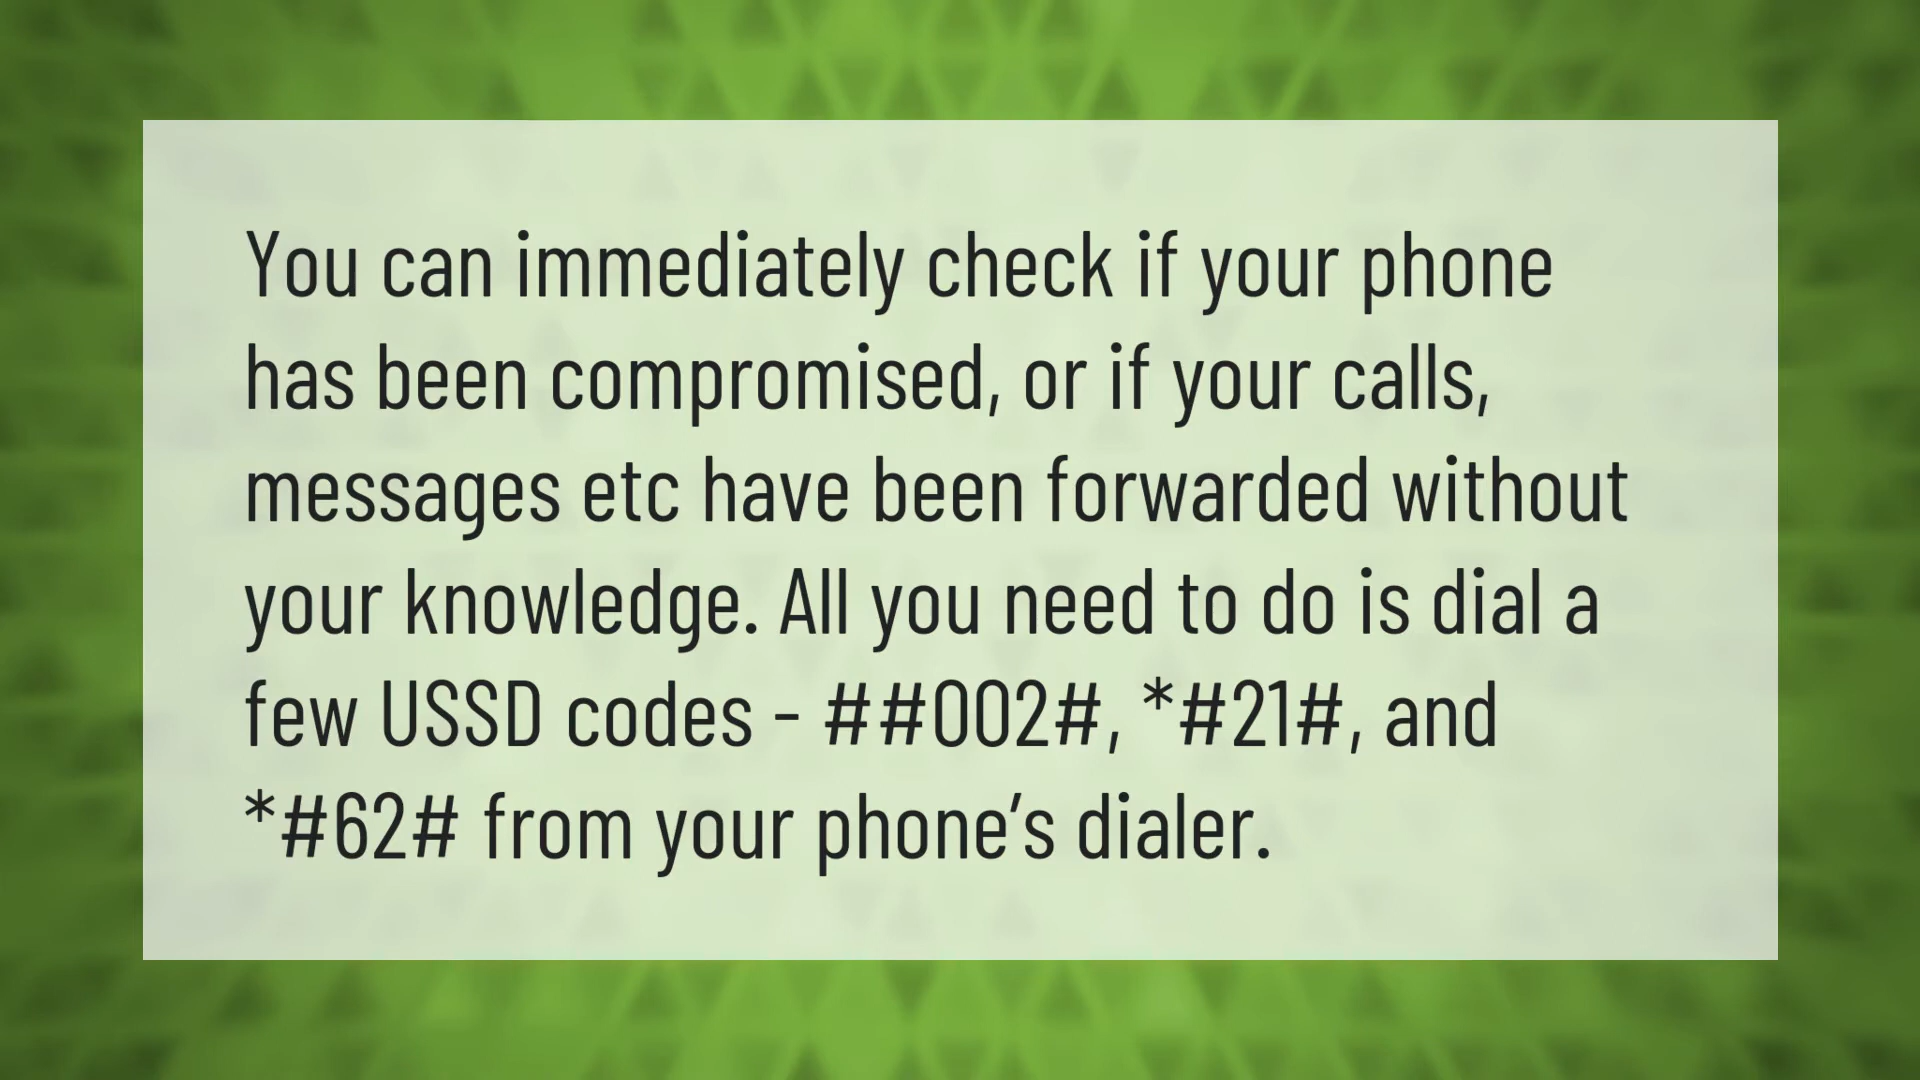 You can immediately check if your phone
has been compromised, or if your calls,
messages etc have been forwarded without
your knowledge. All you need to do is dial a
few USSD codes - ##002#, *#21#, and
*#62# from your phone’s dialer.